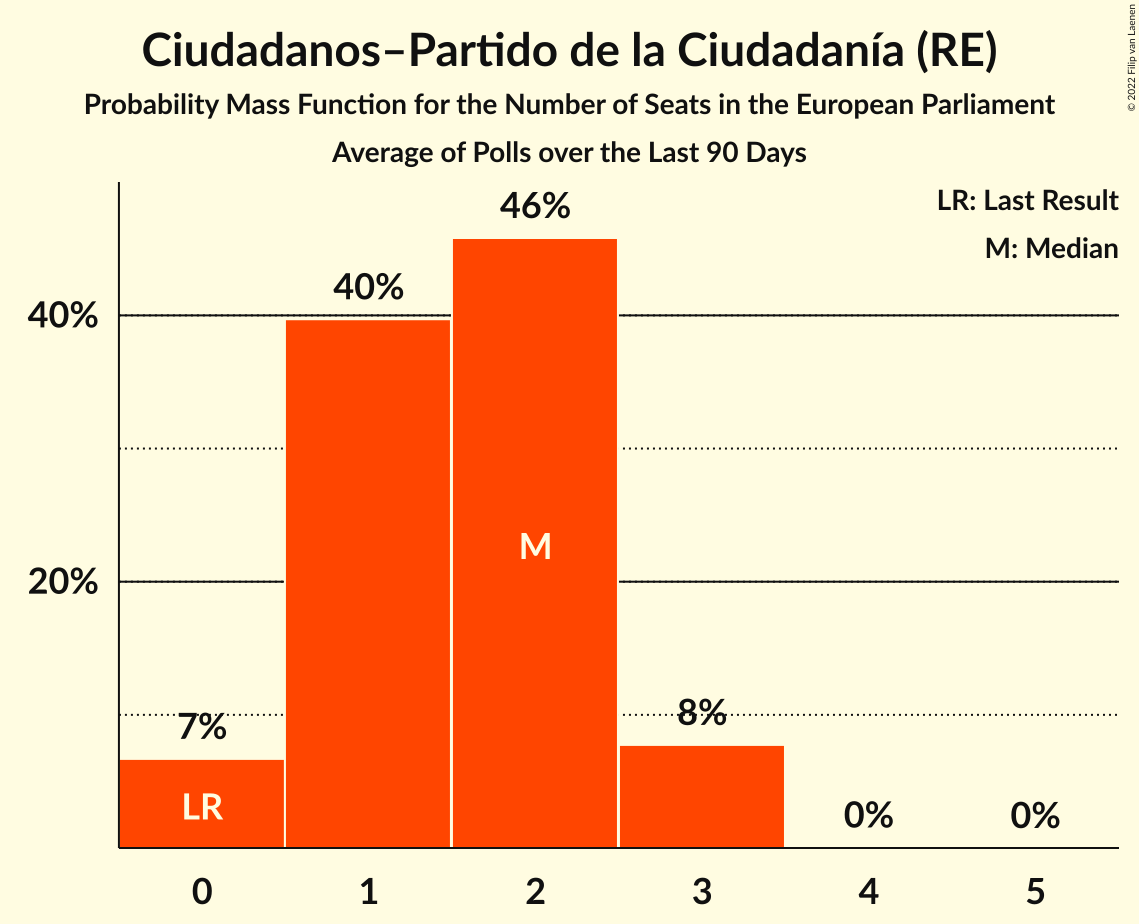 Ciudadanos–Partido de la Ciudadanía (RE)
Probability Mass Function for the Number of Seats in the European Parliament
Average of Polls over the Last 90 Days
© 2022 Filip van Laenen
LR: Last Result
M: Median
46%
40%
40%
M
20%
7%
8%
LR
0%
0%
0
1
2
3
4
5